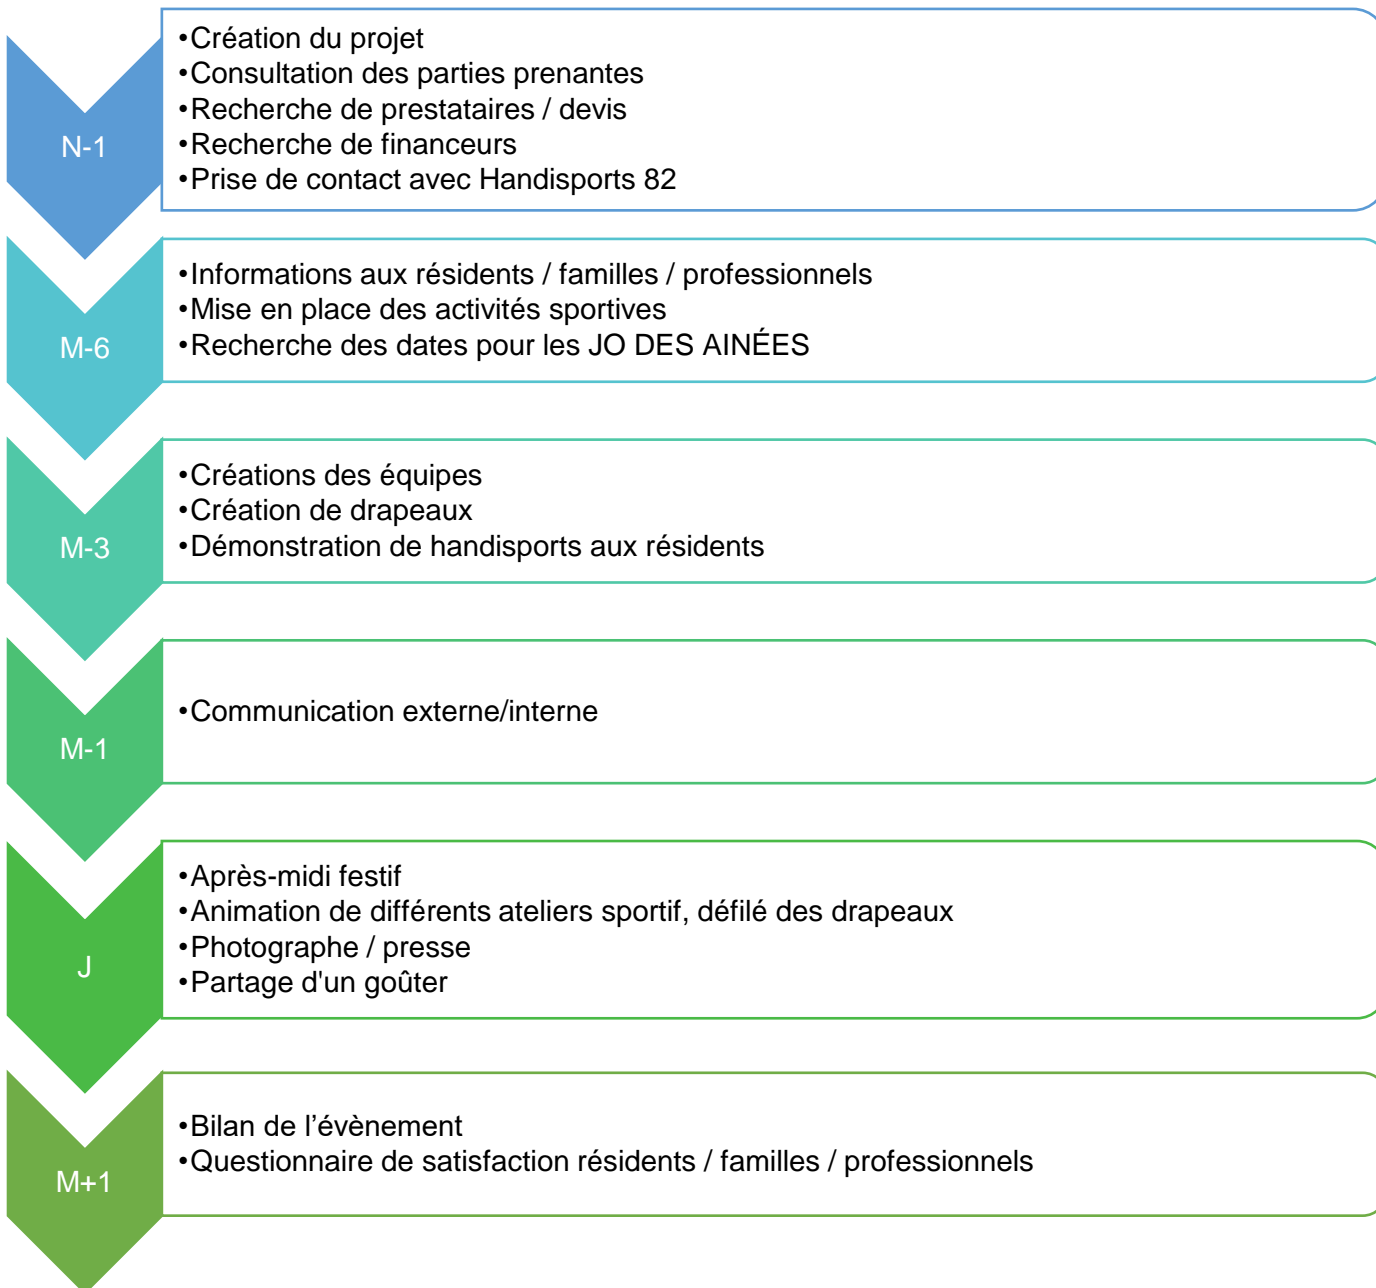 N-1
•Création du projet
•Consultation des parties prenantes
•Recherche de prestataires / devis
•Recherche de financeurs
•Prise de contact avec Handisports 82
M-6
•Informations aux résidents / familles / professionnels
•Mise en place des activités sportives
•Recherche des dates pour les JO DES AINÉES
M-3
•Créations des équipes
•Création de drapeaux
•Démonstration de handisports aux résidents
M-1
•Communication externe/interne
J
•Après-midi festif
•Animation de différents ateliers sportif, défilé des drapeaux
•Photographe / presse
•Partage d'un goûter
M+1
•Bilan de l’évènement
•Questionnaire de satisfaction résidents / familles / professionnels